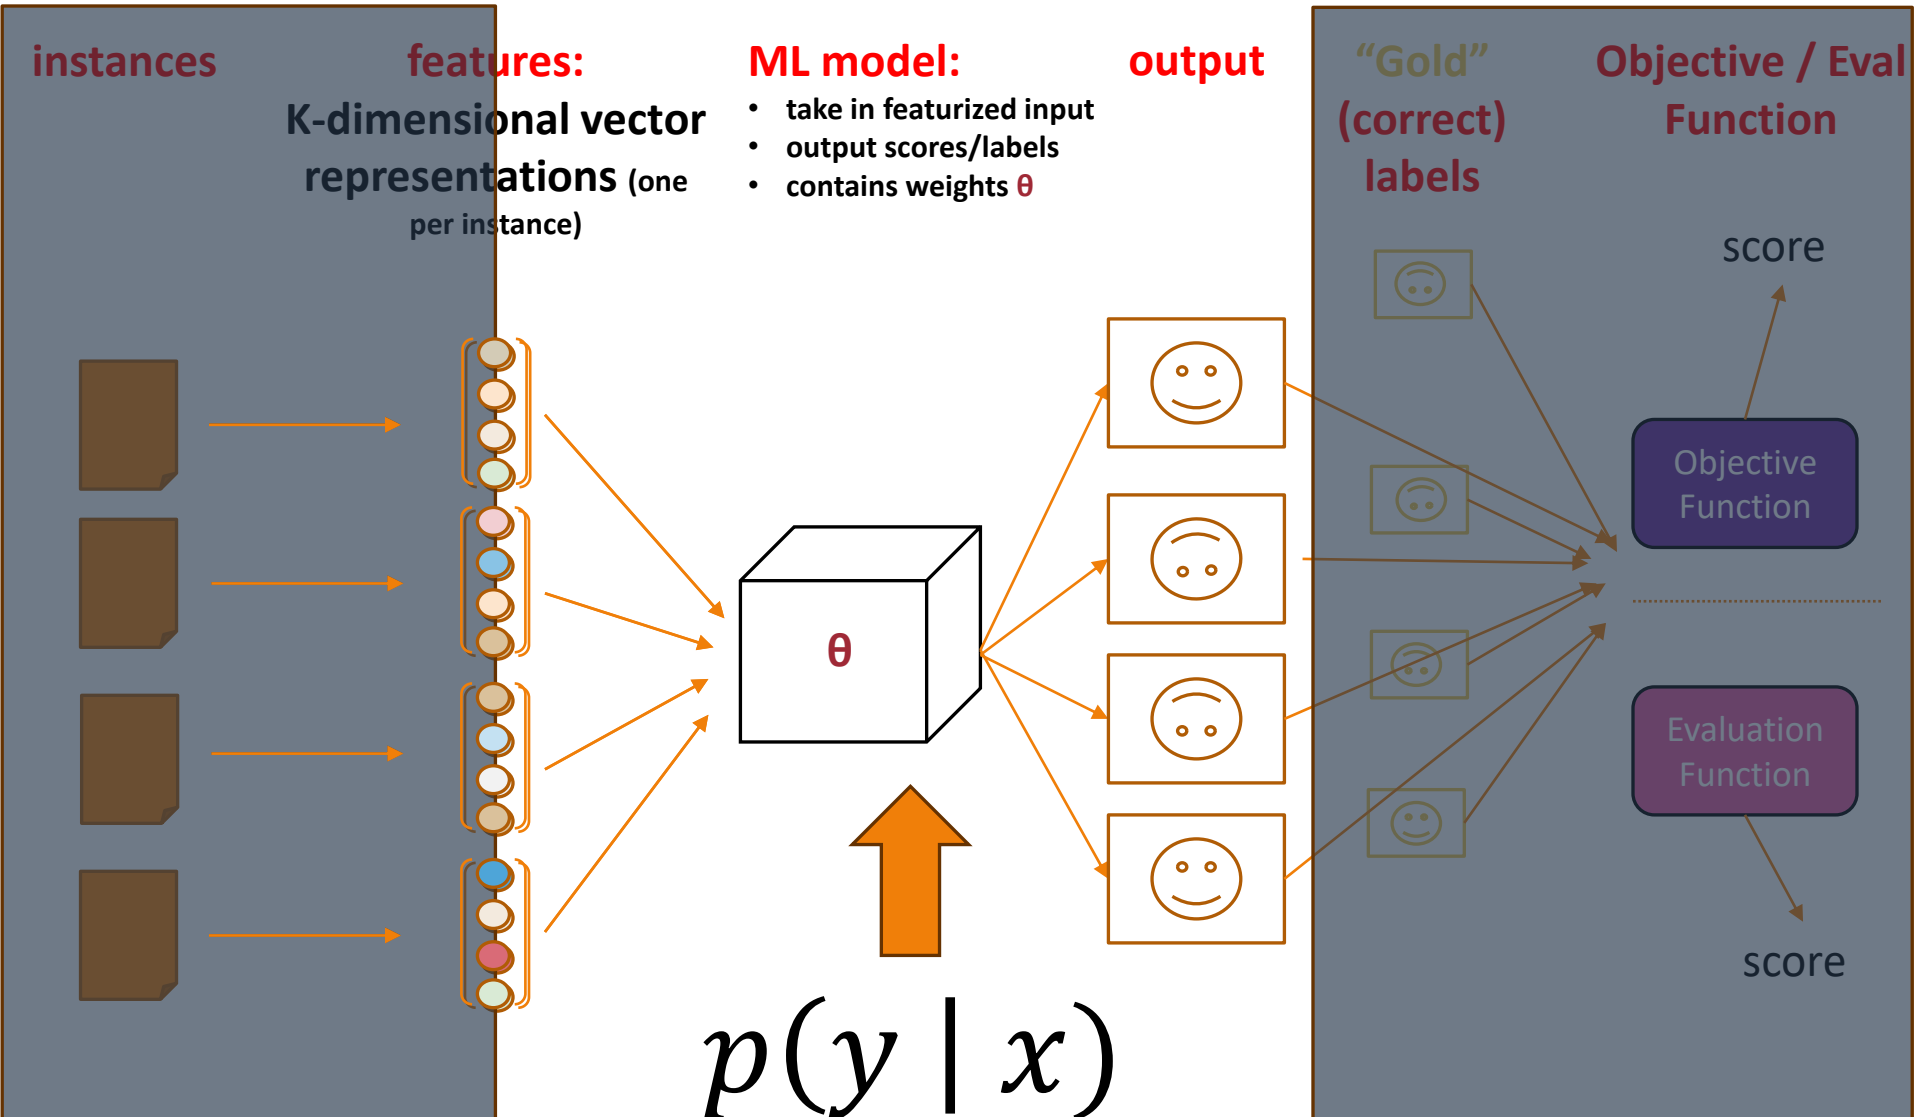 instances
features:
K-dimensional vector
representations (one
per instance)
ML model:
• take in featurized input
• output scores/labels
• contains weights θ
output
“Gold”
(correct)
labels
Objective / Eval
Function
score
Objective
Function
θ
Evaluation
Function
score
p(y | x)